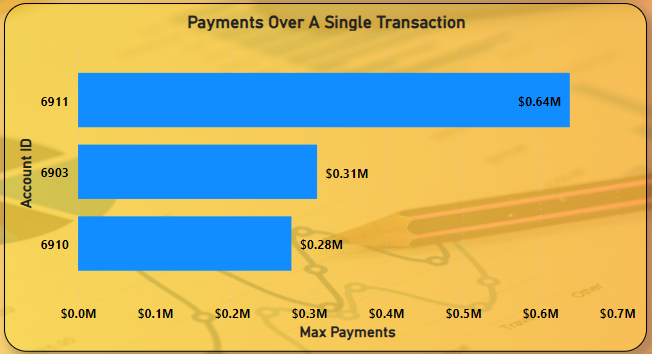 Payments Over A Single Transaction
Account ID
6911 $0.64M
6903 $0.31M
6910 $0.28M
$0.0M $0.1M $0.2M $0.3M $0.4M $0.5M $0.6M $0.7M
Max Payments
Other